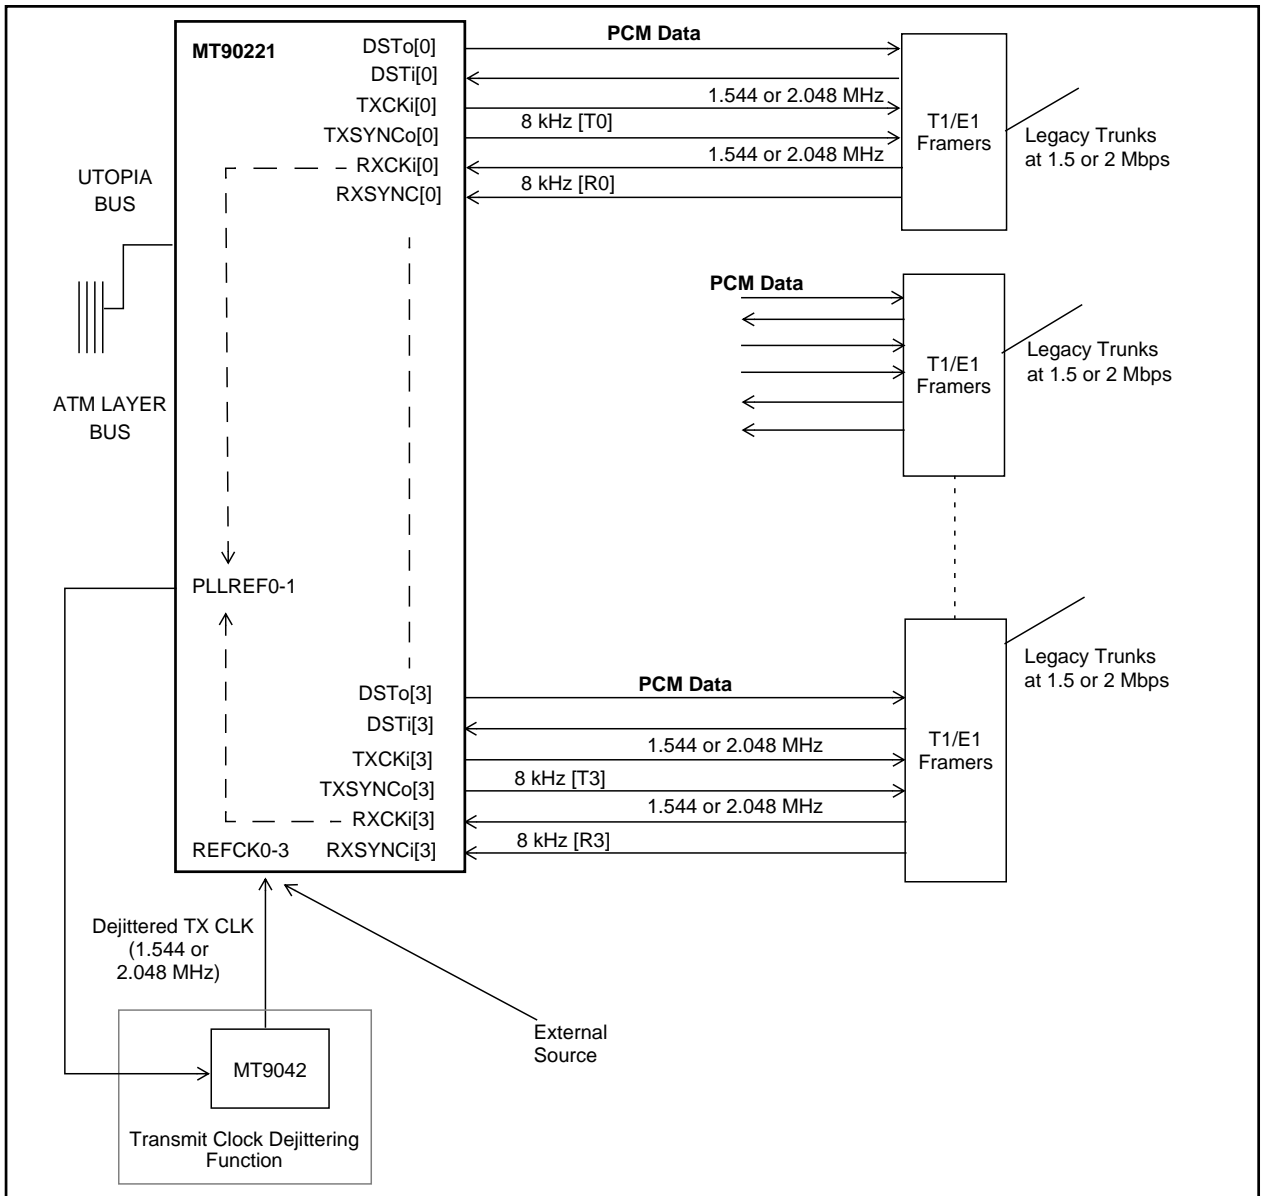 MT90221
DSTo[0]
DSTi[0]
TXCKi[0]
TXSYNCo[0]
RXCKi[0]
RXSYNC[0]
PCM Data
1.544 or 2.048 MHz
8 kHz [T0]
1.544 or 2.048 MHz
8 kHz [R0]
T1/E1
Framers
Legacy Trunks
at 1.5 or 2 Mbps
UTOPIA
BUS
ATM LAYER
BUS
PCM Data
T1/E1
Framers
Legacy Trunks
at 1.5 or 2 Mbps
PLLREF0-1
DSTo[3]
DSTi[3]
TXCKi[3]
TXSYNCo[3]
RXCKi[3]
REFCK0-3
RXSYNCi[3]
PCM Data
1.544 or 2.048 MHz
8 kHz [T3]
1.544 or 2.048 MHz
8 kHz [R3]
T1/E1
Framers
Legacy Trunks
at 1.5 or 2 Mbps
Dejittered TX CLK
(1.544 or
2.048 MHz)
External
Source
MT9042
Transmit Clock Dejittering
Function